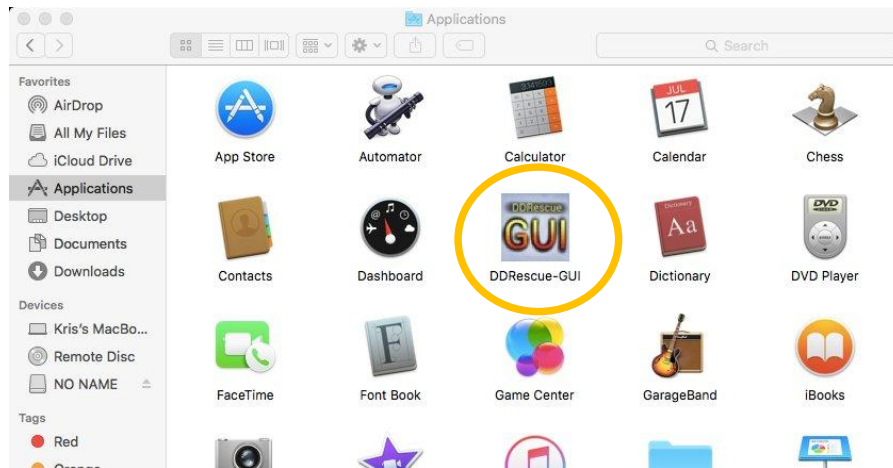 Applications
Search
Favorites
AirDrop
All My Files
iCloud Drive
Applications
Desktop
Documents
Downloads
Devices
Kris's MacBo...
Remote Disc
NO NAME
Tags
Red
Orange
App Store
Automator
Calculator
JUL
17
Calendar
Chess
Contacts
Dashboard
DDRescue
GUI
DDRescue-GUI
Dictionary
Aa
Dictionary
DVD
DVD Player
FaceTime
F
Font Book
Game Center
GarageBand
iBooks